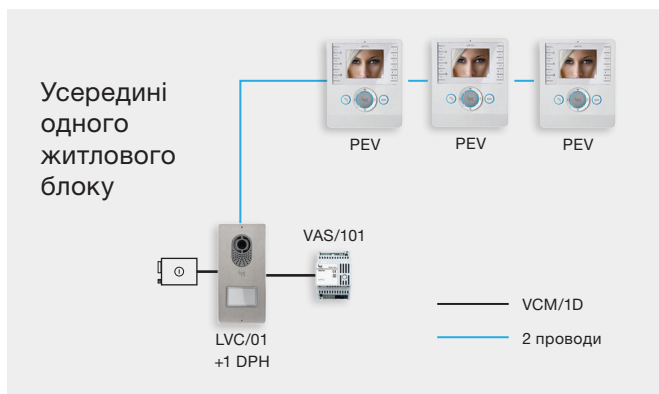 Усередині
одного
житлового
блоку
PEV
PEV
PEV
VAS/101
LVC/01
+1 DPH
VCM/1D
2 проводи